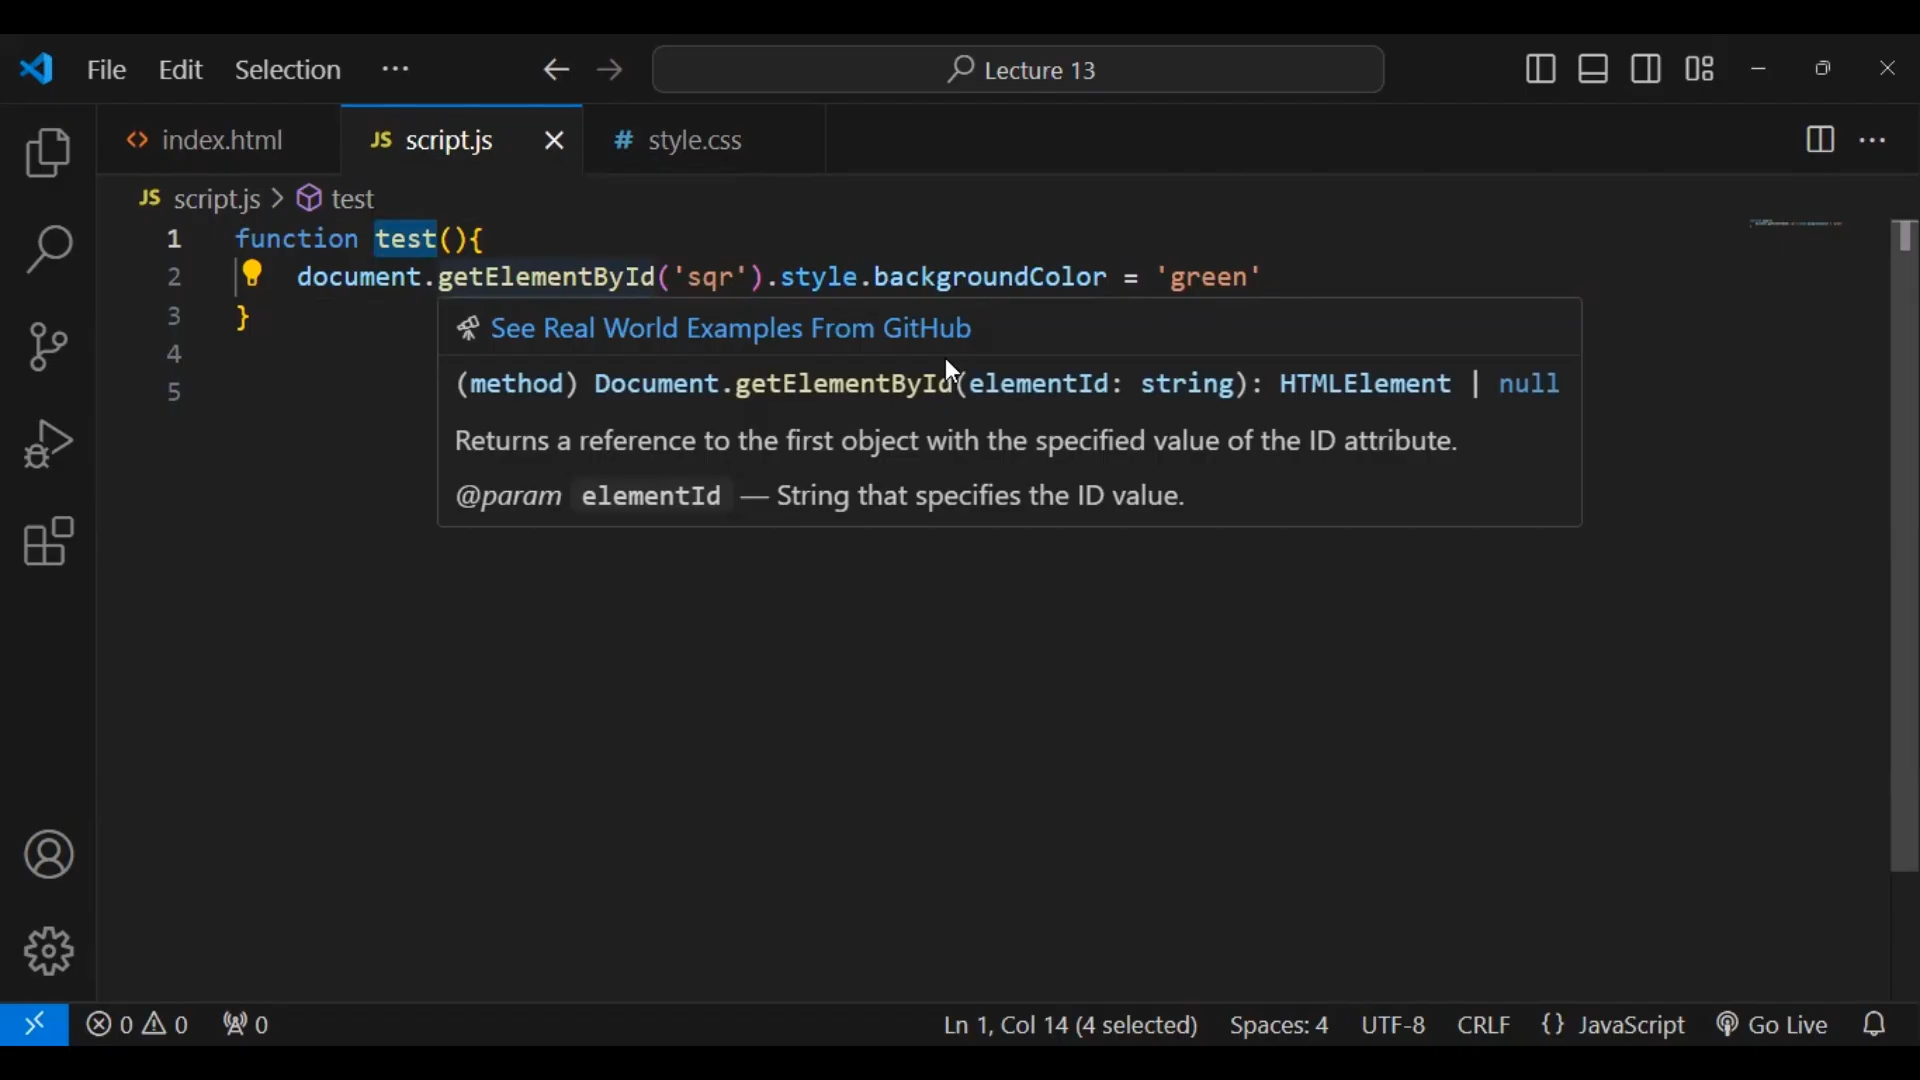 File Edit Selection ··· Lecture 13
index.html JS script.js # style.css
JS script.js > test
1 function test(){
2 document.getElementById('sqr').style.backgroundColor = 'green'
3 }
See Real World Examples From GitHub
4
(method) Document.getElementById(elementId: string): HTMLElement | null
5
Returns a reference to the first object with the specified value of the ID attribute.
@param elementId — String that specifies the ID value.
0 0 0 Ln 1, Col 14 (4 selected) Spaces: 4 UTF-8 CRLF {} JavaScript Go Live